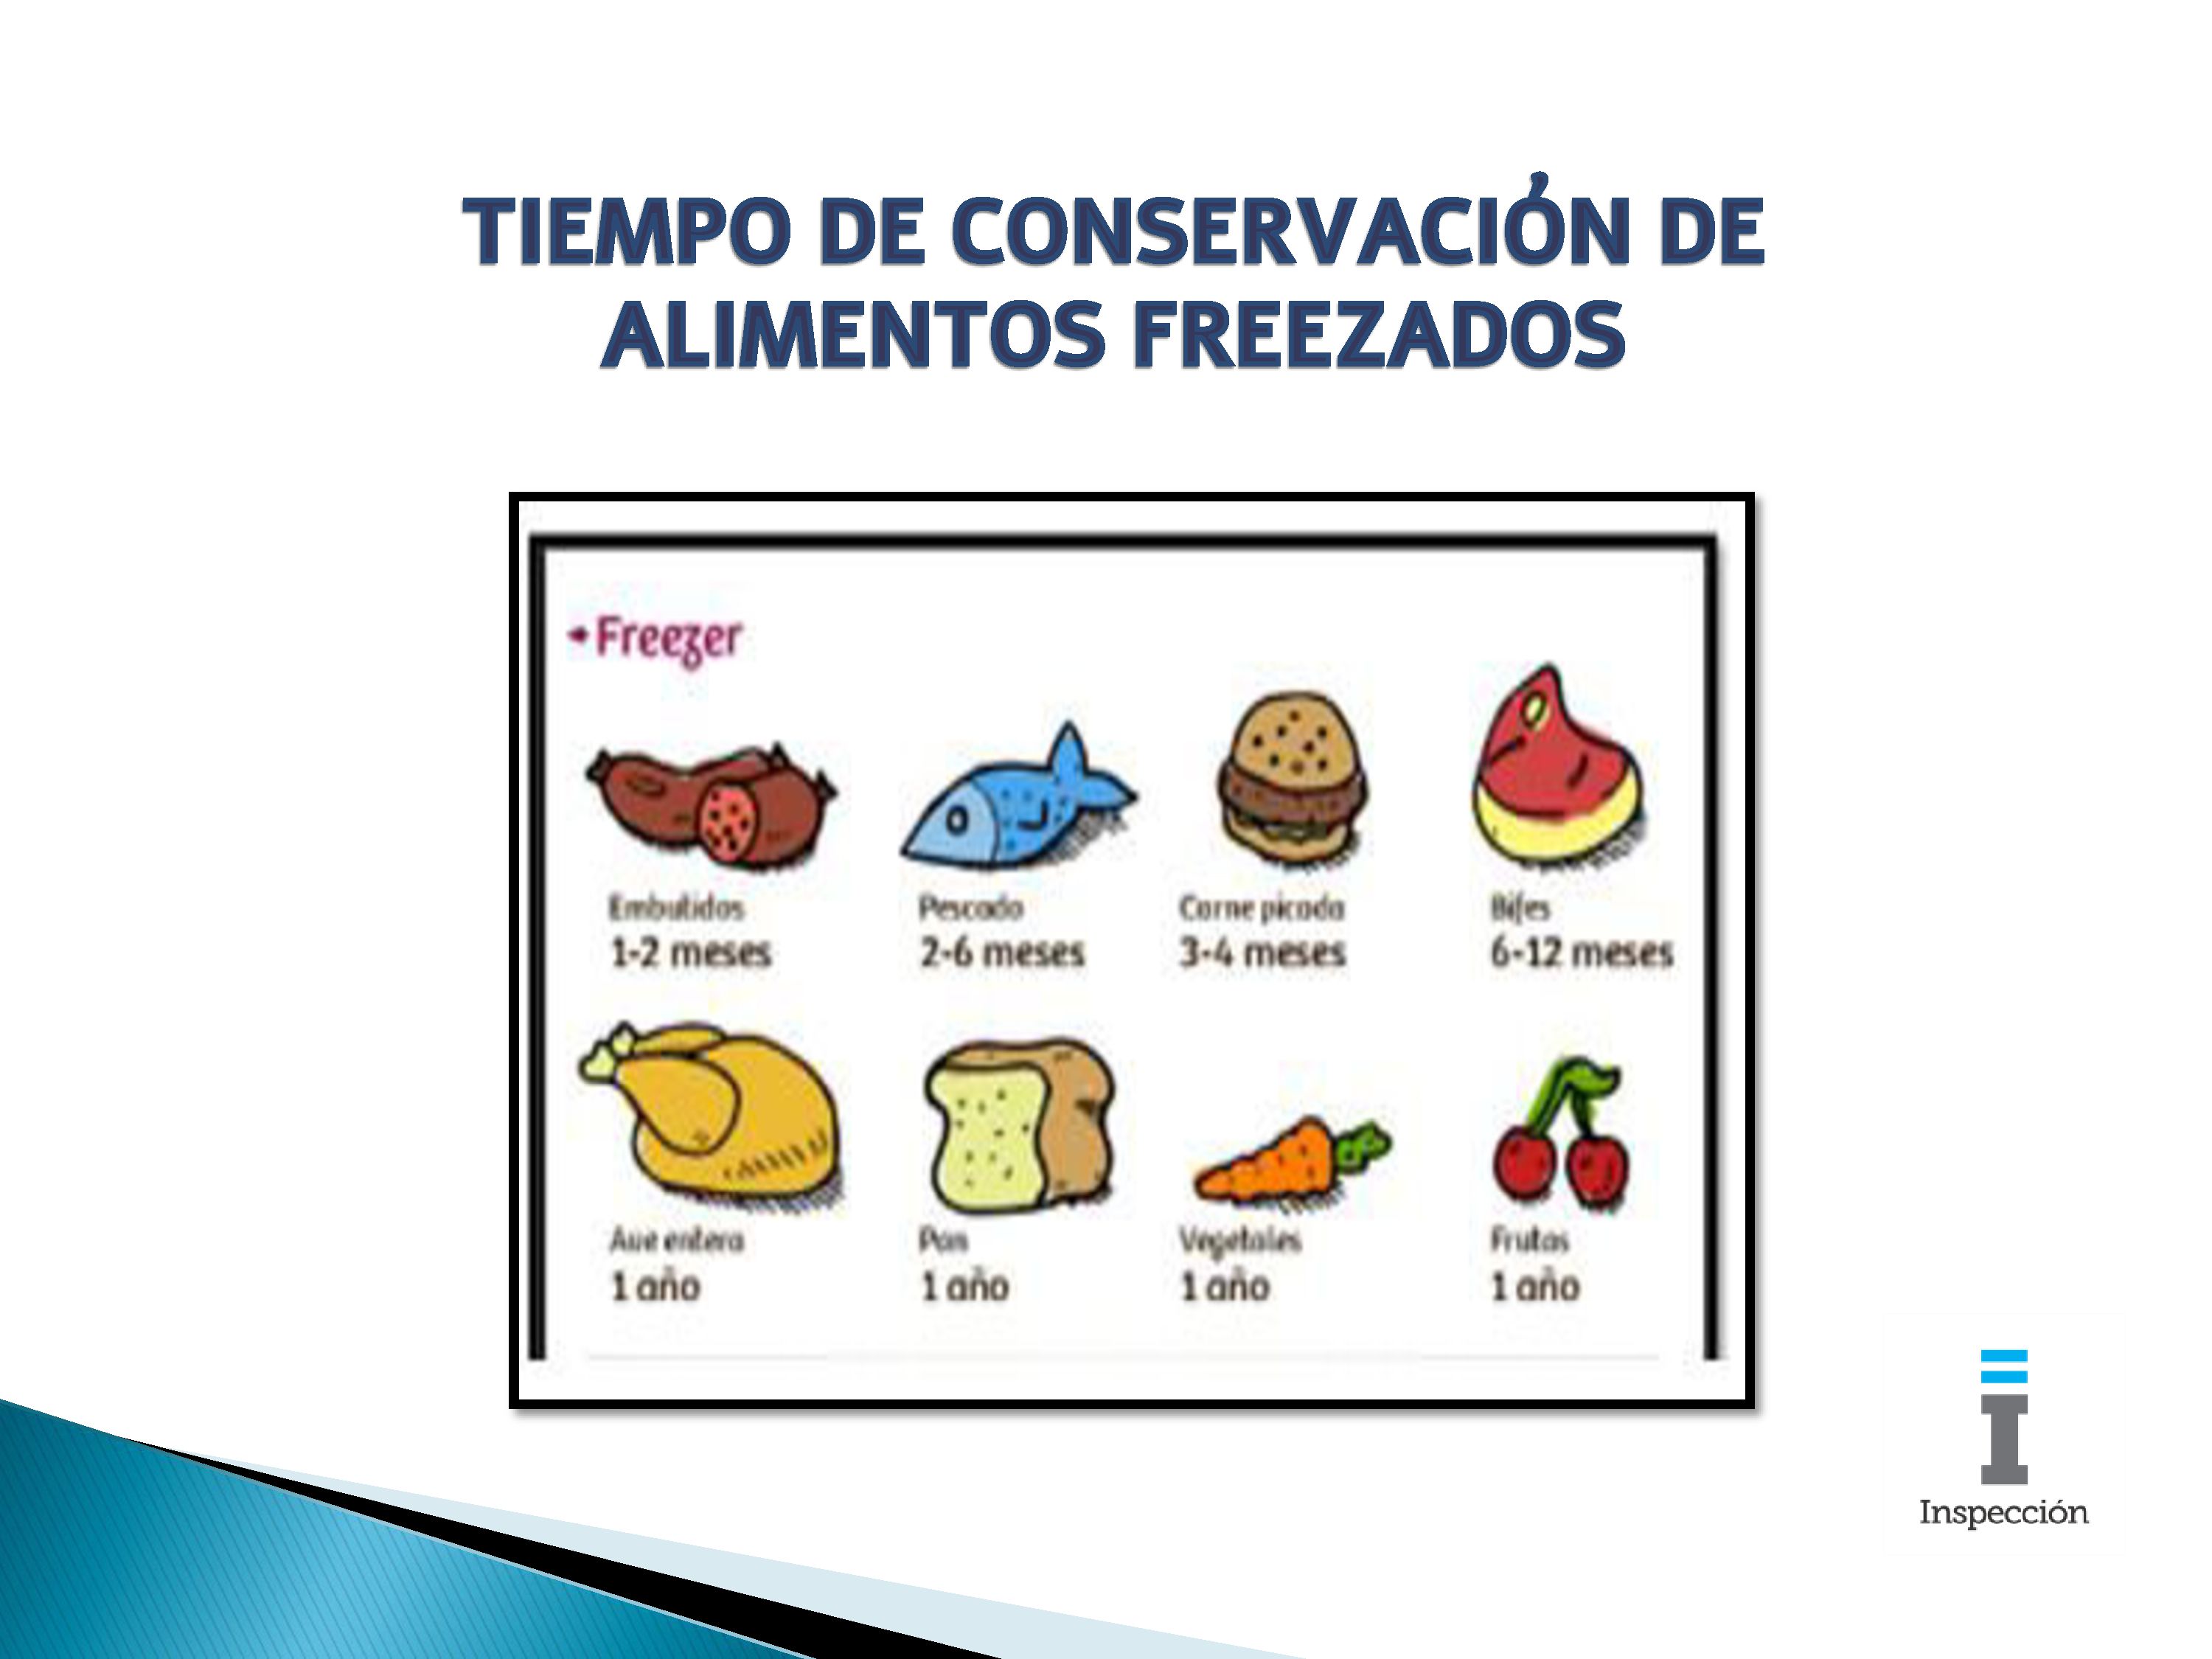 TIEMPO DE CONSERVACIÓN DE
ALIMENTOS FREEZADOS
Freezer
Embutidos
1-2 meses
Pescado
2-6 meses
Carne picada
3-4 meses
Bifes
6-12 meses
Ave entera
1 año
Pan
1 año
Vegetales
1 año
Frutas
1 año
Inspección